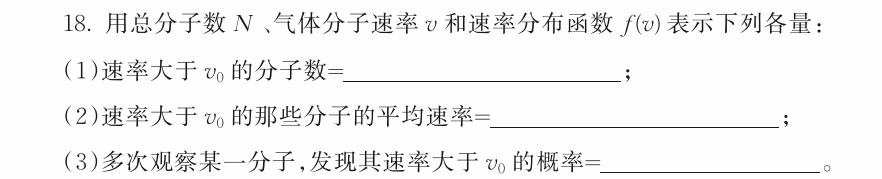 18. 用总分子数 N 、气体分子速率 v 和速率分布函数 f(v) 表示下列各量：
(1)速率大于 v₀ 的分子数=____________________；
(2)速率大于 v₀ 的那些分子的平均速率=____________________；
(3)多次观察某一分子,发现其速率大于 v₀ 的概率=________________。